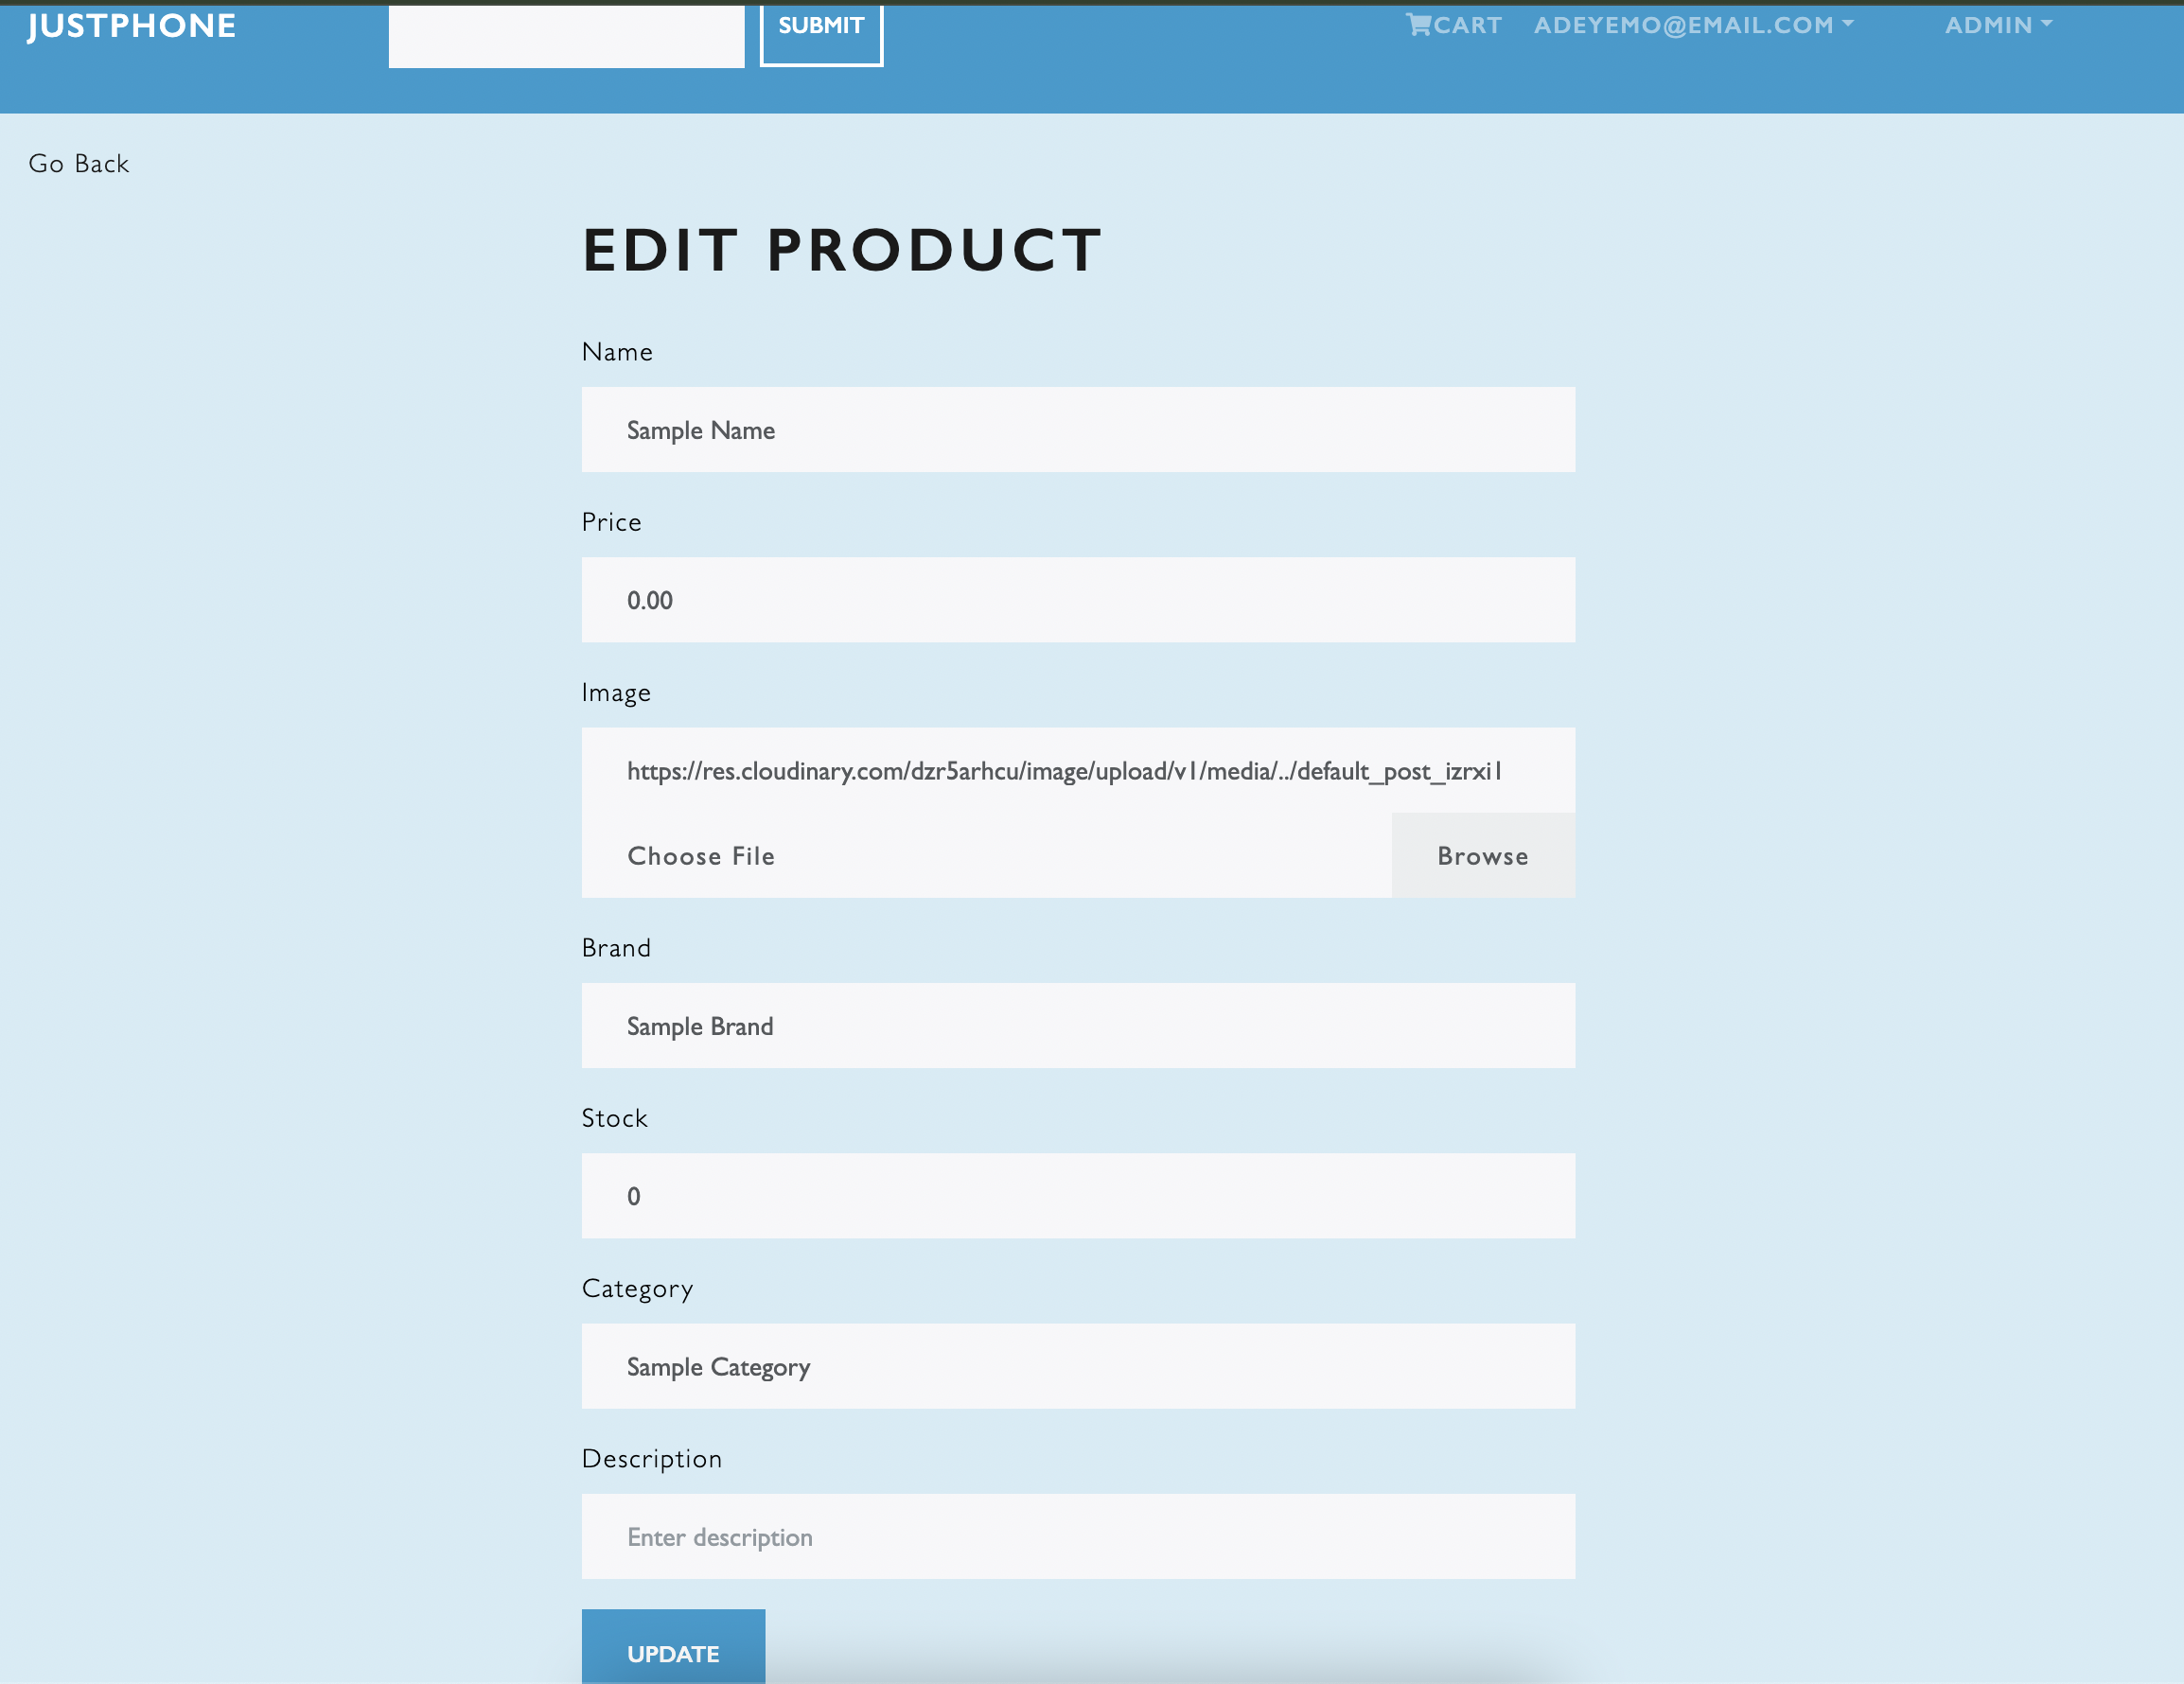 JUSTPHONE
SUBMIT
CART
ADEYEMO@EMAIL.COM
ADMIN
Go Back
EDIT PRODUCT
Name
Sample Name
Price
0.00
Image
https://res.cloudinary.com/dzr5arhcu/image/upload/v1/media/../default_post_izrxi1
Choose File
Browse
Brand
Sample Brand
Stock
0
Category
Sample Category
Description
Enter description
UPDATE